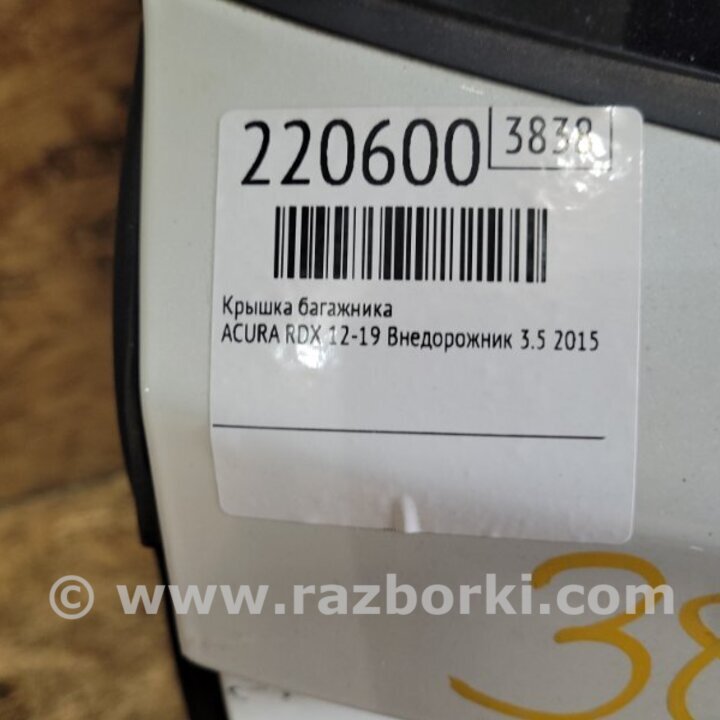 220600 3838
Крышка багажника
ACURA RDX 12-19 Внедорожник 3.5 2015
© www.razborki.com
38